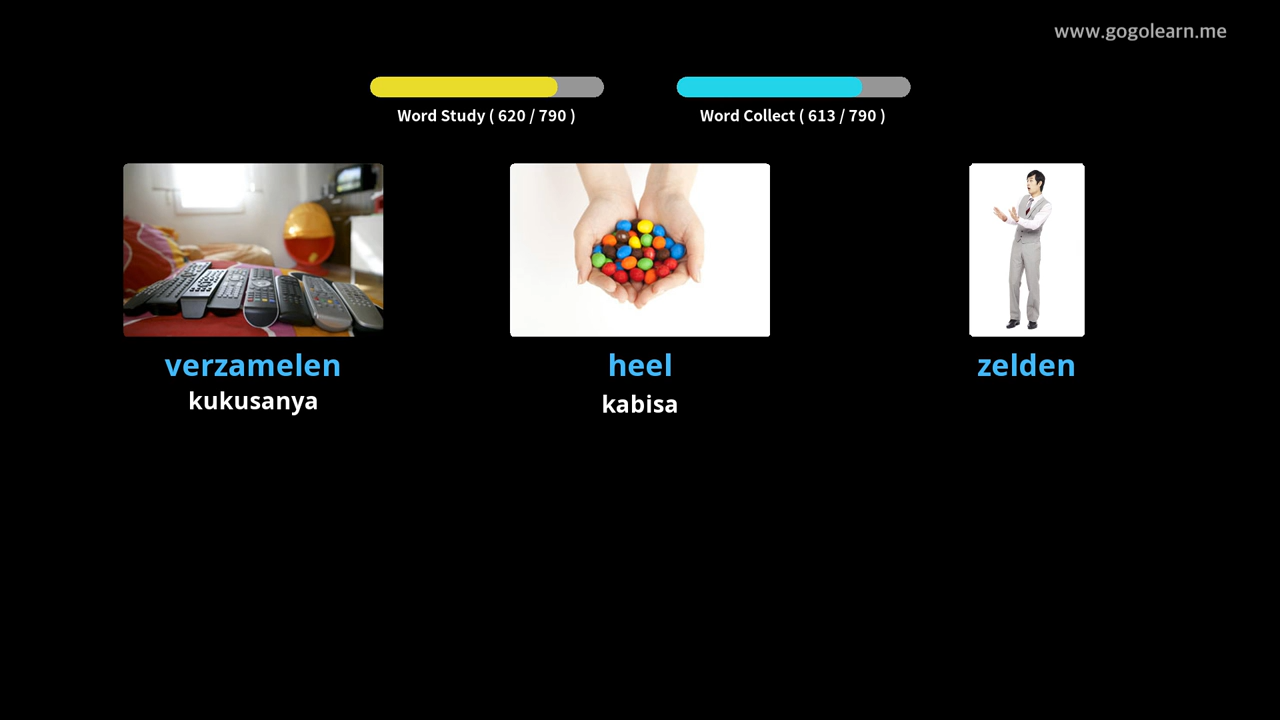 www.gogolearn.me
Word Study ( 620 / 790 )
Word Collect ( 613 / 790 )
verzamelen
kukusanya
heel
kabisa
zelden